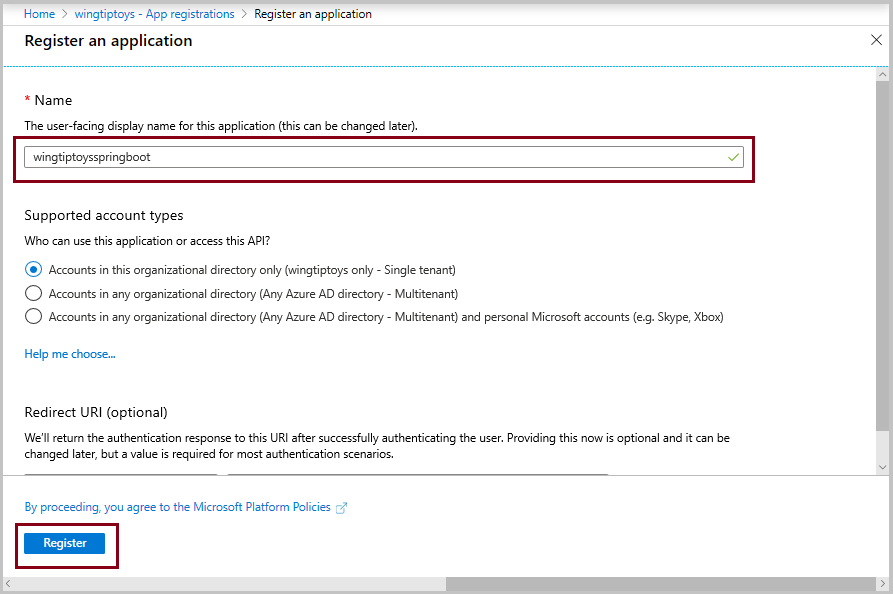 Home > wingtiptoys - App registrations > Register an application
Register an application
* Name
The user-facing display name for this application (this can be changed later).
wingtiptoysspringboot
Supported account types
Who can use this application or access this API?
Accounts in this organizational directory only (wingtiptoys only - Single tenant)
Accounts in any organizational directory (Any Azure AD directory - Multitenant)
Accounts in any organizational directory (Any Azure AD directory - Multitenant) and personal Microsoft accounts (e.g. Skype, Xbox)
Help me choose...
Redirect URI (optional)
We'll return the authentication response to this URI after successfully authenticating the user. Providing this now is optional and it can be
changed later, but a value is required for most authentication scenarios.
By proceeding, you agree to the Microsoft Platform Policies
Register